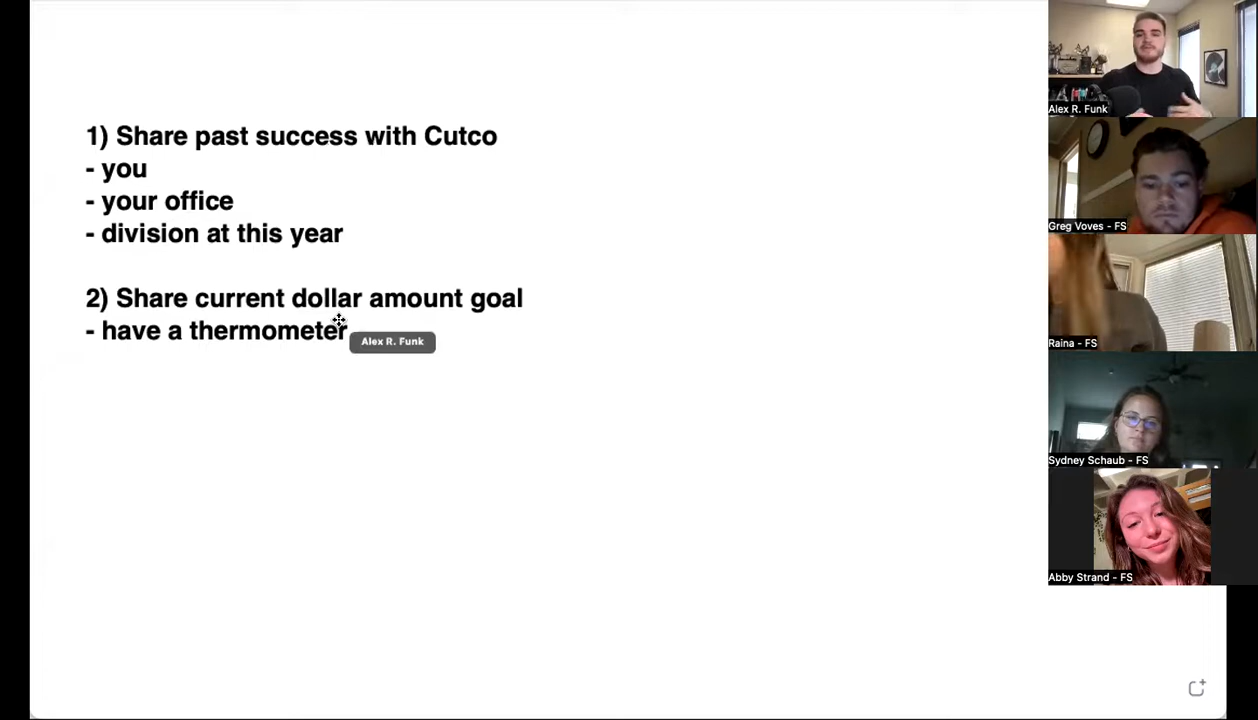 1) Share past success with Cutco
- you
- your office
- division at this year
2) Share current dollar amount goal
- have a thermometer
Alex R. Funk
Alex R. Funk
Greg Voves - FS
Raina - FS
Sydney Schaub - FS
Abby Strand - FS